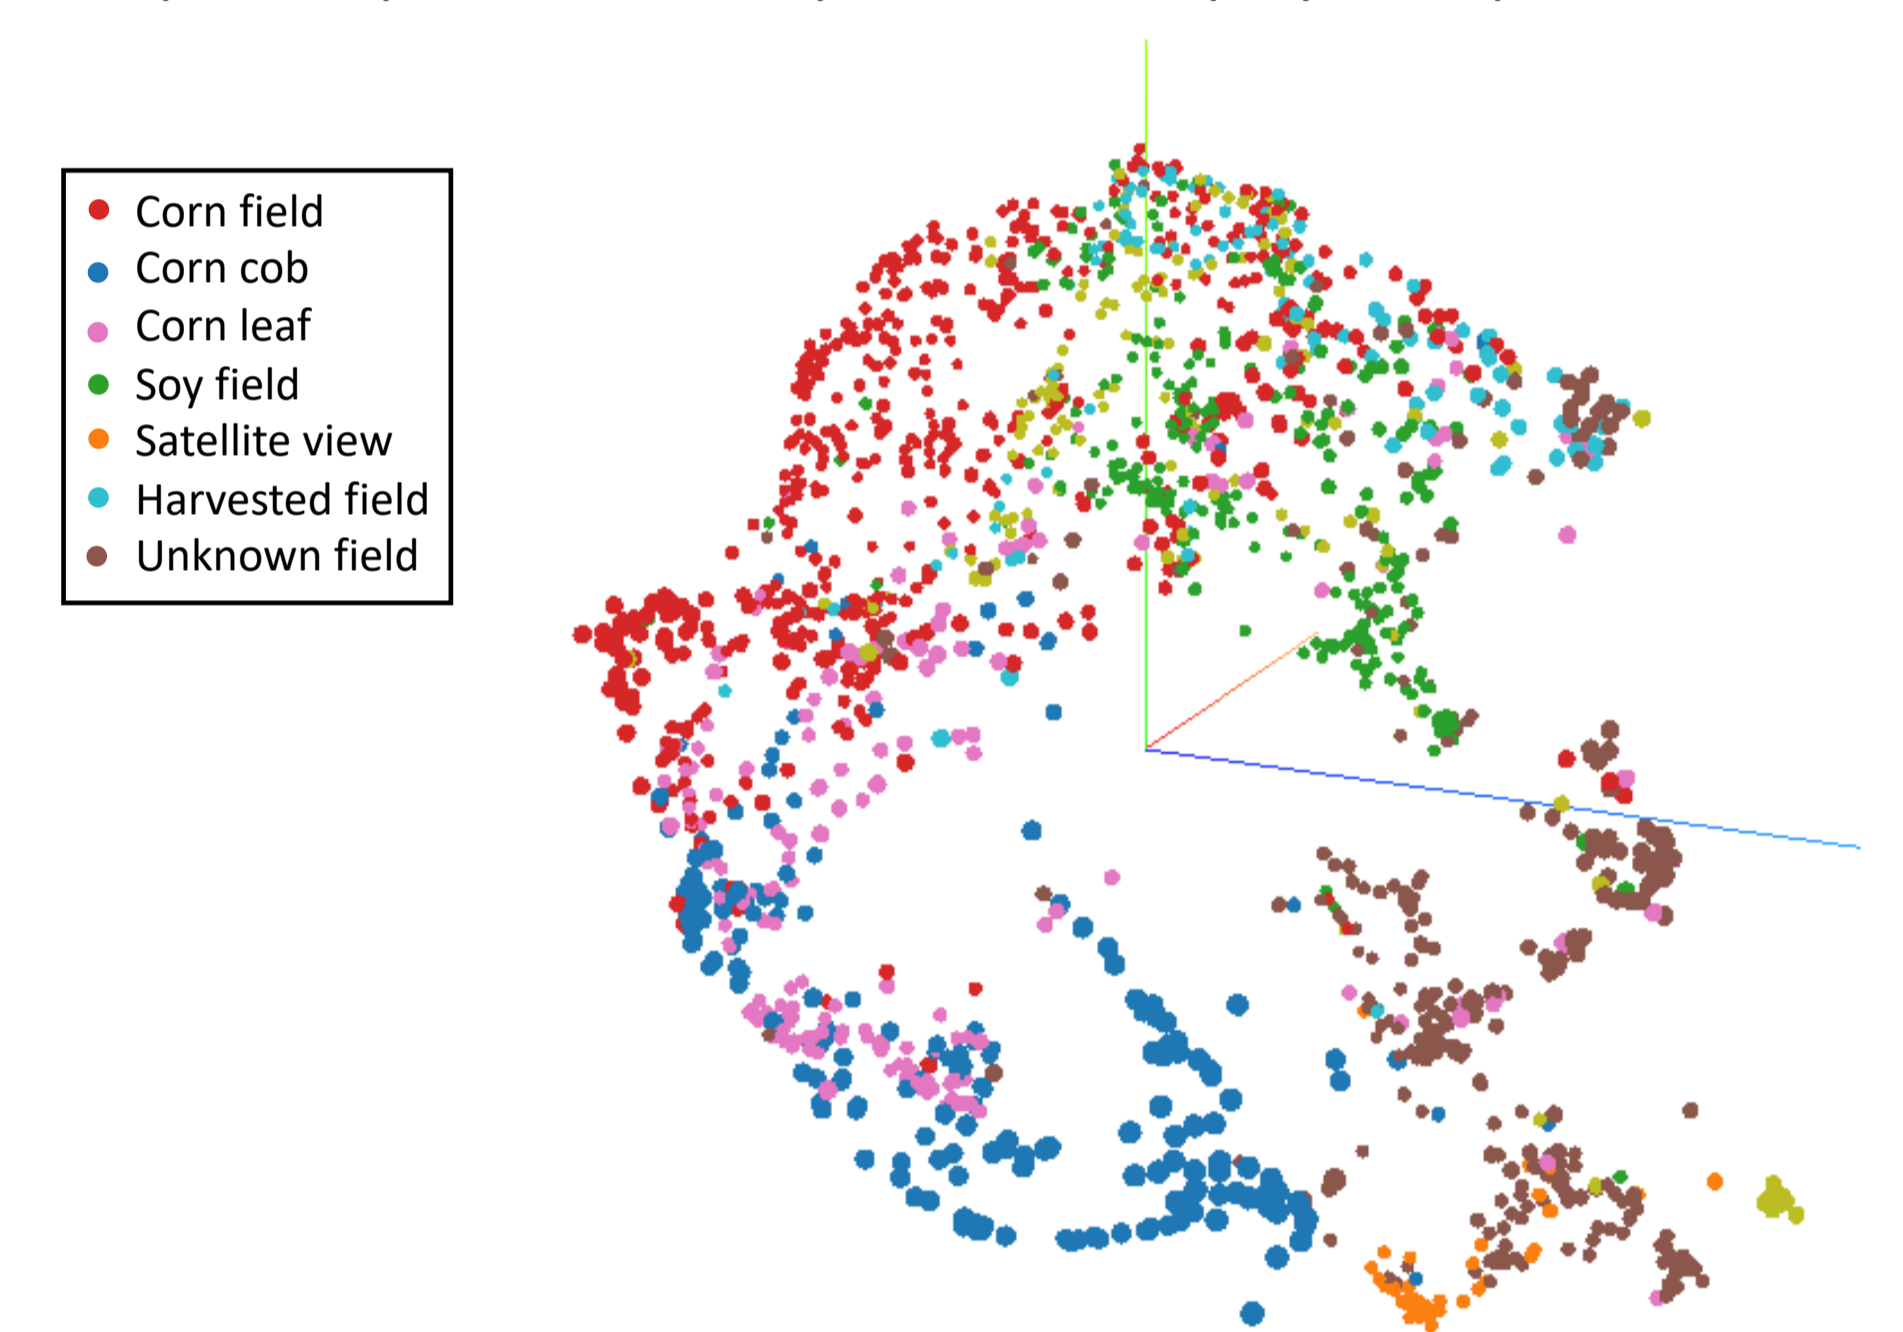 Corn field
Corn cob
Corn leaf
Soy field
Satellite view
Harvested field
Unknown field